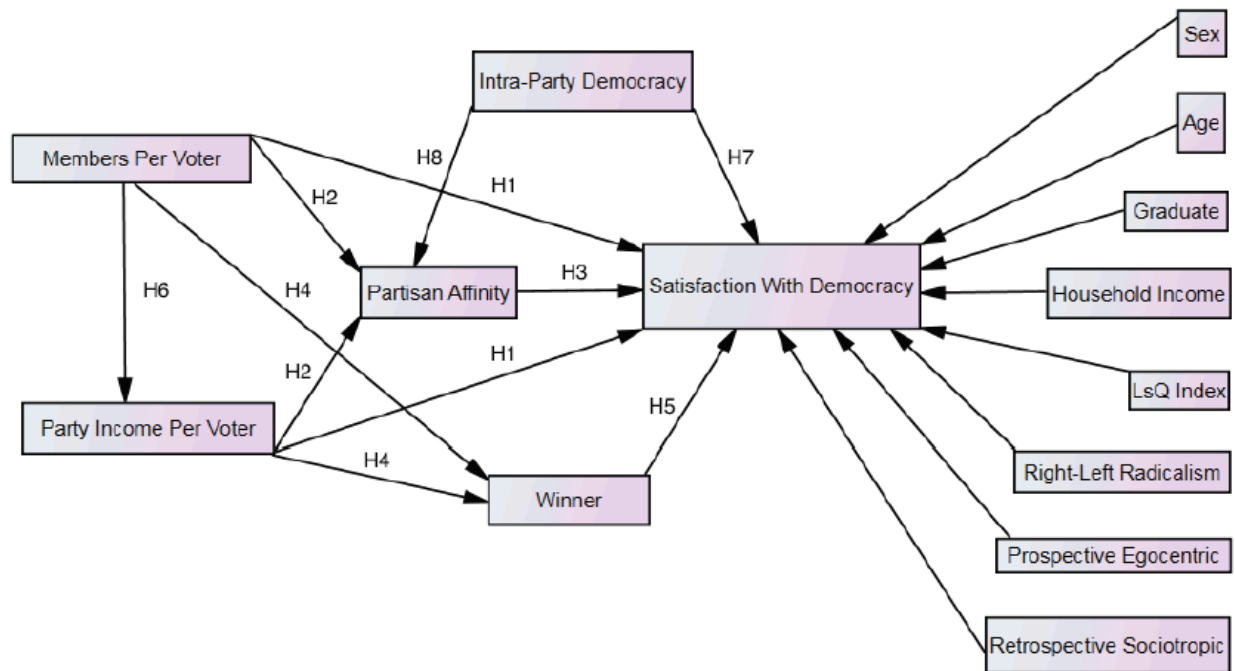 Sex
Intra-Party Democracy
Age
Members Per Voter
H8
H7
H1
H2
Graduate
H6
H4
Partisan Affinity
H3
Satisfaction With Democracy
Household Income
H2
H1
LsQ Index
Party Income Per Voter
H5
H4
Right-Left Radicalism
Winner
Prospective Egocentric
Retrospective Sociotropic